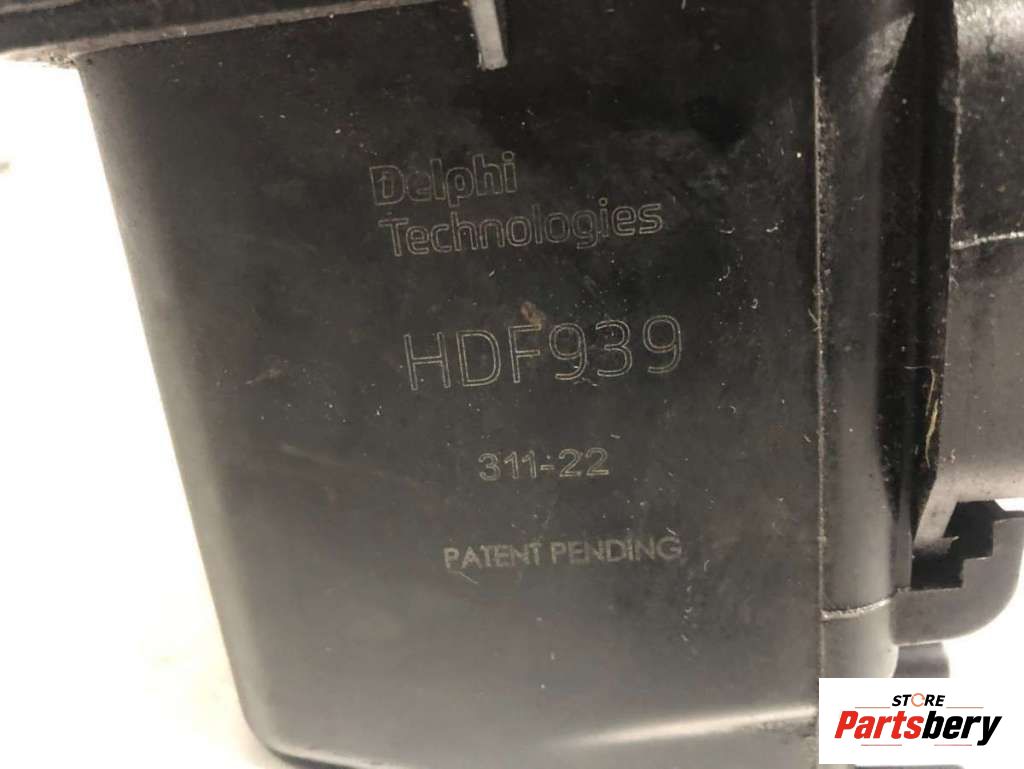 Delphi
Technologies
HDF939
311-22
PATENT PENDING
STORE
Partsbery